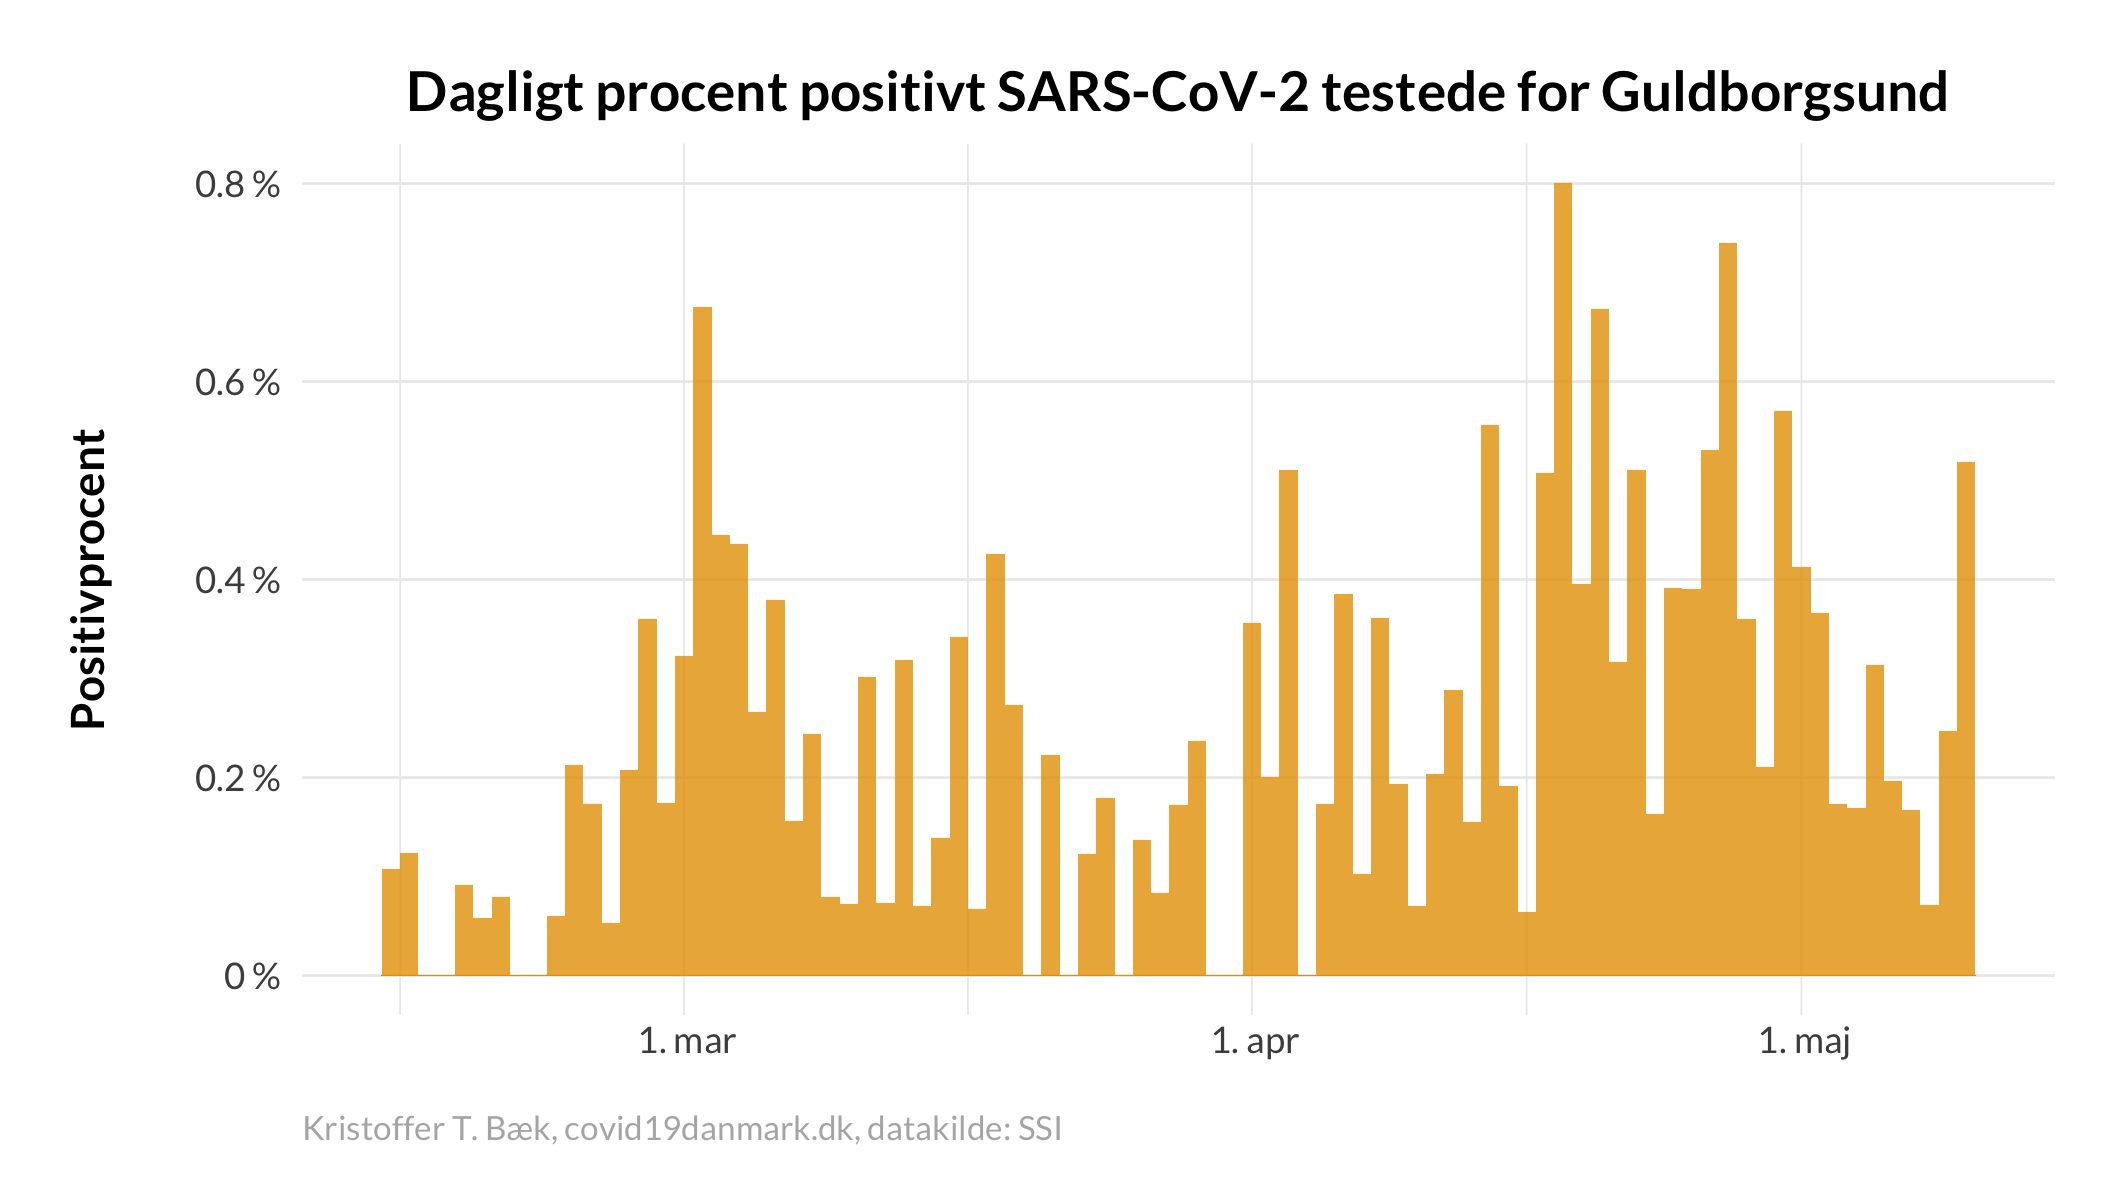 Dagligt procent positivt SARS-CoV-2 testede for Guldborgsund
Positivprocent
0.8 %
0.6 %
0.4 %
0.2 %
0 %
1. mar
1. apr
1. maj
Kristoffer T. Bæk, covid19danmark.dk, datakilde: SSI